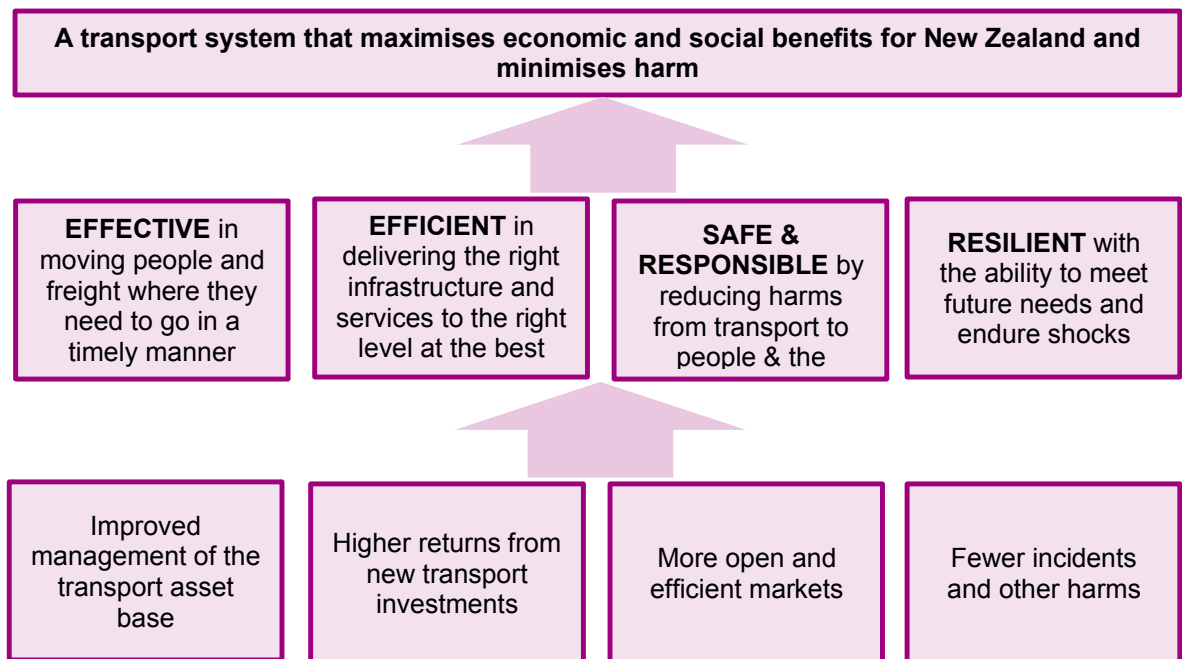 A transport system that maximises economic and social benefits for New Zealand and
minimises harm
EFFECTIVE in
moving people and
freight where they
need to go in a
timely manner
EFFICIENT in
delivering the right
infrastructure and
services to the right
level at the best
SAFE &
RESPONSIBLE by
reducing harms
from transport to
people & the
RESILIENT with
the ability to meet
future needs and
endure shocks
Improved
management of the
transport asset
base
Higher returns from
new transport
investments
More open and
efficient markets
Fewer incidents
and other harms